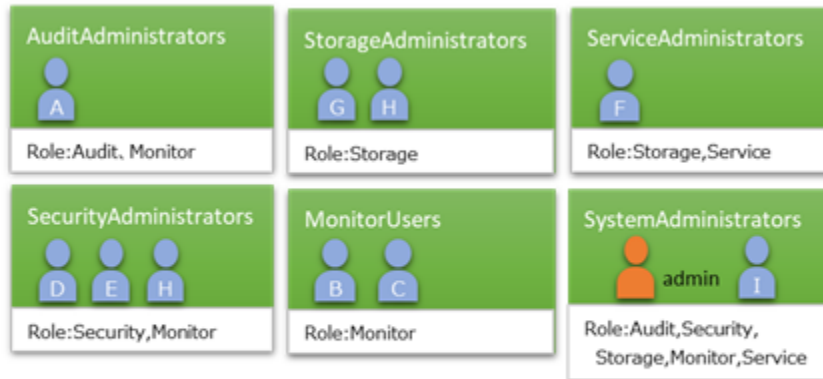 AuditAdministrators
A
Role:Audit、Monitor
StorageAdministrators
G H
Role:Storage
ServiceAdministrators
F
Role:Storage,Service
SecurityAdministrators
D E H
Role:Security,Monitor
MonitorUsers
B C
Role:Monitor
SystemAdministrators
admin I
Role:Audit,Security,
Storage,Monitor,Service